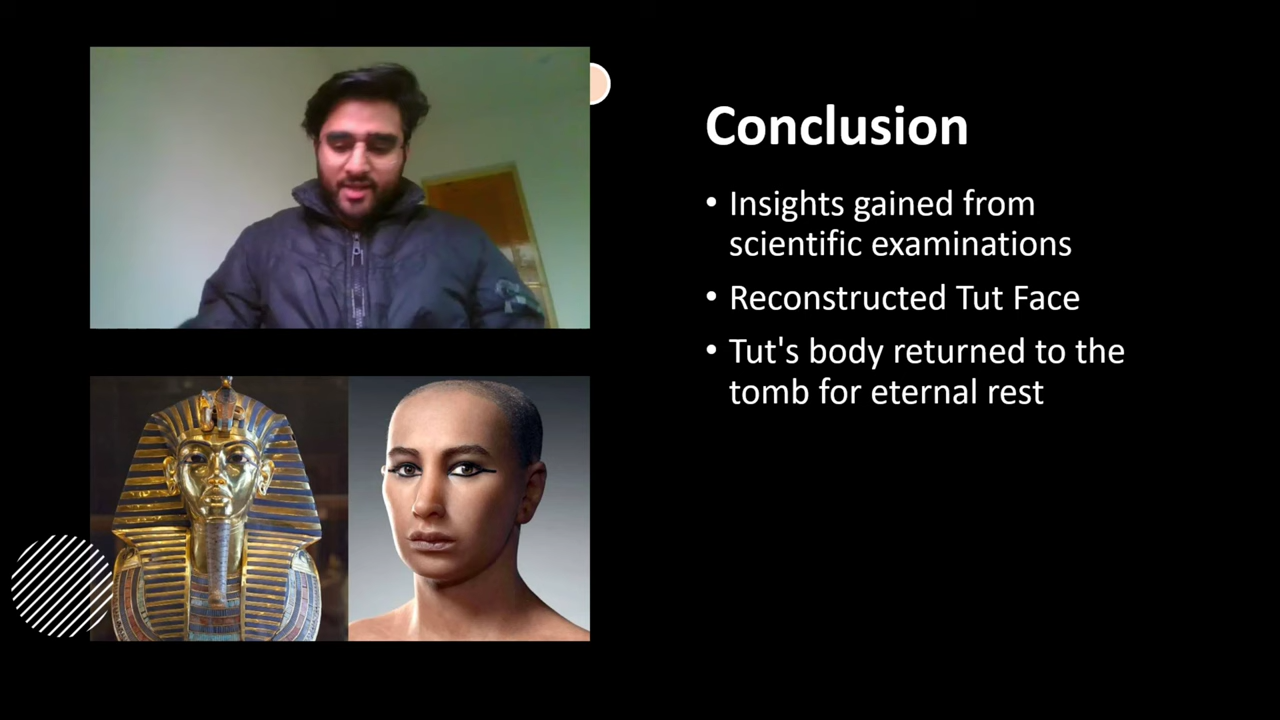 Conclusion
• Insights gained from
scientific examinations
• Reconstructed Tut Face
• Tut's body returned to the
tomb for eternal rest